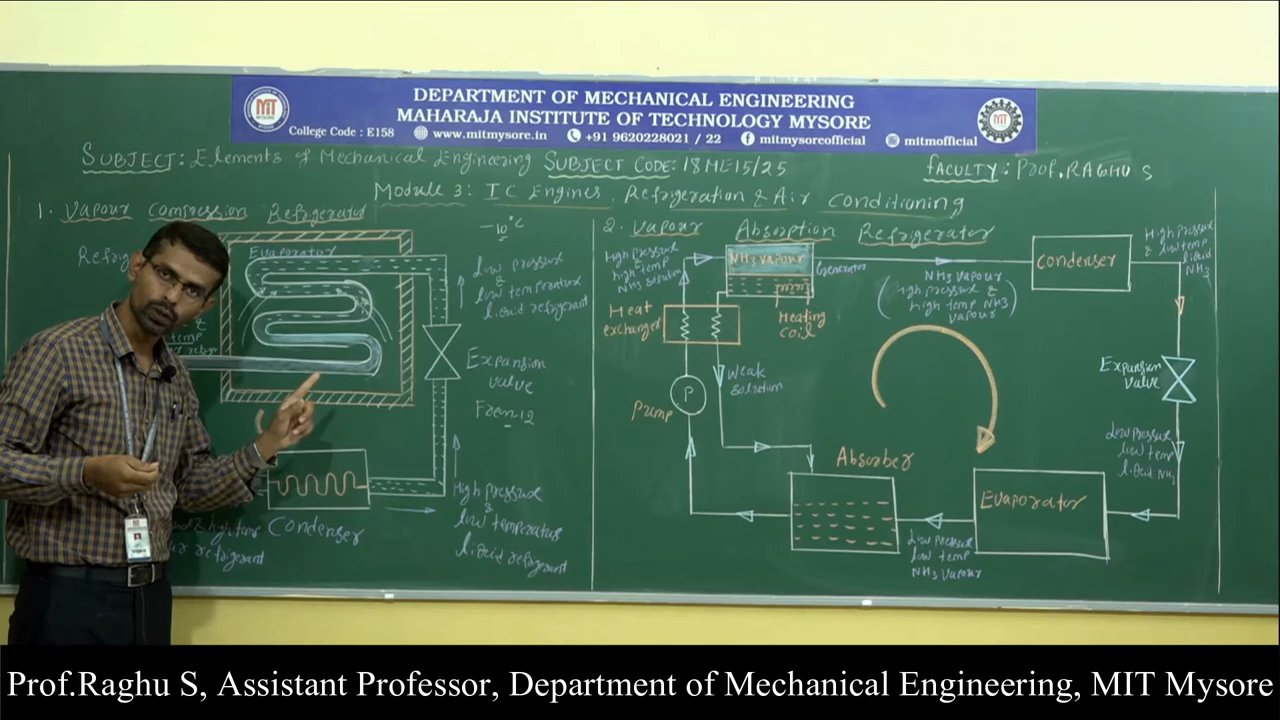 DEPARTMENT OF MECHANICAL ENGINEERING
MAHARAJA INSTITUTE OF TECHNOLOGY MYSORE
College Code : E158 www.mitmysore.in +91 9620228021 / 22 mitmysoreofficial mitmofficial
MIT
MYSORE
SUBJECT: Elements of Mechanical Engineering SUBJECT CODE: 18ME15/25
FACULTY: Prof. RAGHU S
Module 3: IC Engines, Refrigeration & Air Conditioning
1. Vapour Compression Refrigerator
Refrig
Evaporator
-10°C
Low pressure
&
low temperature
liquid refrigerant
Expansion
valve
Freon-12
&
temp
Condenser
High pressure
&
low temperature
liquid refrigerant
refrigerant
2. Vapour Absorption Refrigerator
High pressure
high temp
NH3 solution
NH3 vapour
Generator
Heating
coil
Heat
exchanger
Weak
solution
P
Pump
Absorber
NH3 vapour
(High pressure &
high temp NH3
vapour)
Condenser
High pressure
& low temp
liquid
NH3
Expansion
valve
Low pressure
low temp
liquid NH3
Evaporator
Low pressure
low temp
NH3 vapour
Prof.Raghu S, Assistant Professor, Department of Mechanical Engineering, MIT Mysore